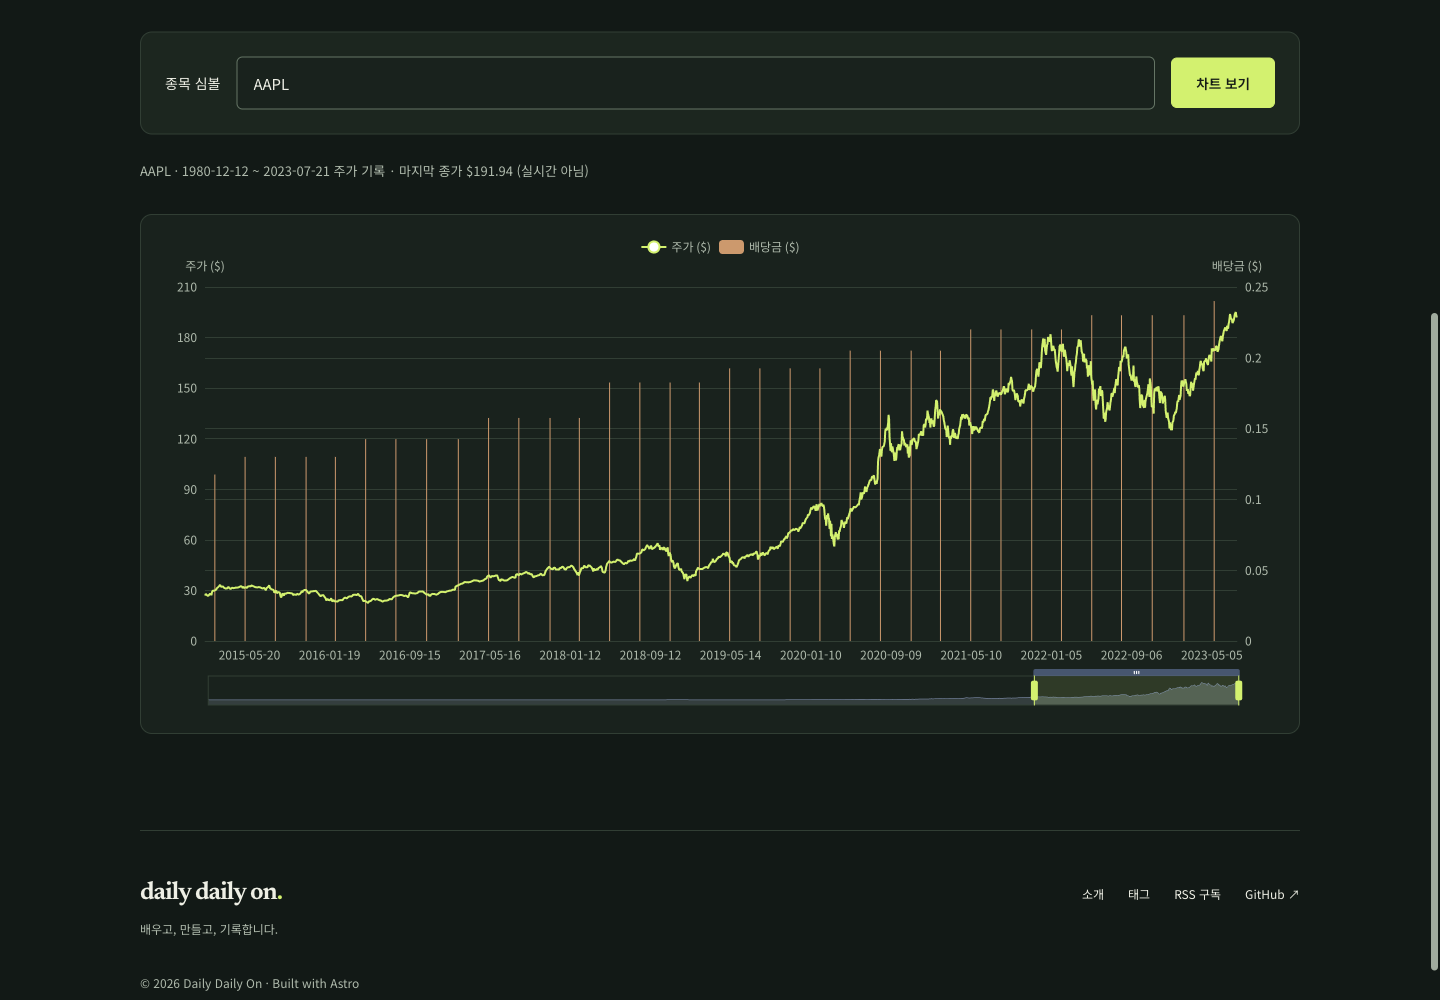 종목 심볼 AAPL 차트 보기
AAPL · 1980-12-12 ~ 2023-07-21 주가 기록 · 마지막 종가 $191.94 (실시간 아님)
주가 ($) 배당금 ($)
주가 ($) 배당금 ($)
210 0.25
180
0.2
150
0.15
120
90
0.1
60
0.05
30
0 0
2015-05-20 2016-01-19 2016-09-15 2017-05-16 2018-01-12 2018-09-12 2019-05-14 2020-01-10 2020-09-09 2021-05-10 2022-01-05 2022-09-06 2023-05-05
daily daily on.
소개 태그 RSS 구독 GitHub ↗
배우고, 만들고, 기록합니다.
© 2026 Daily Daily On · Built with Astro